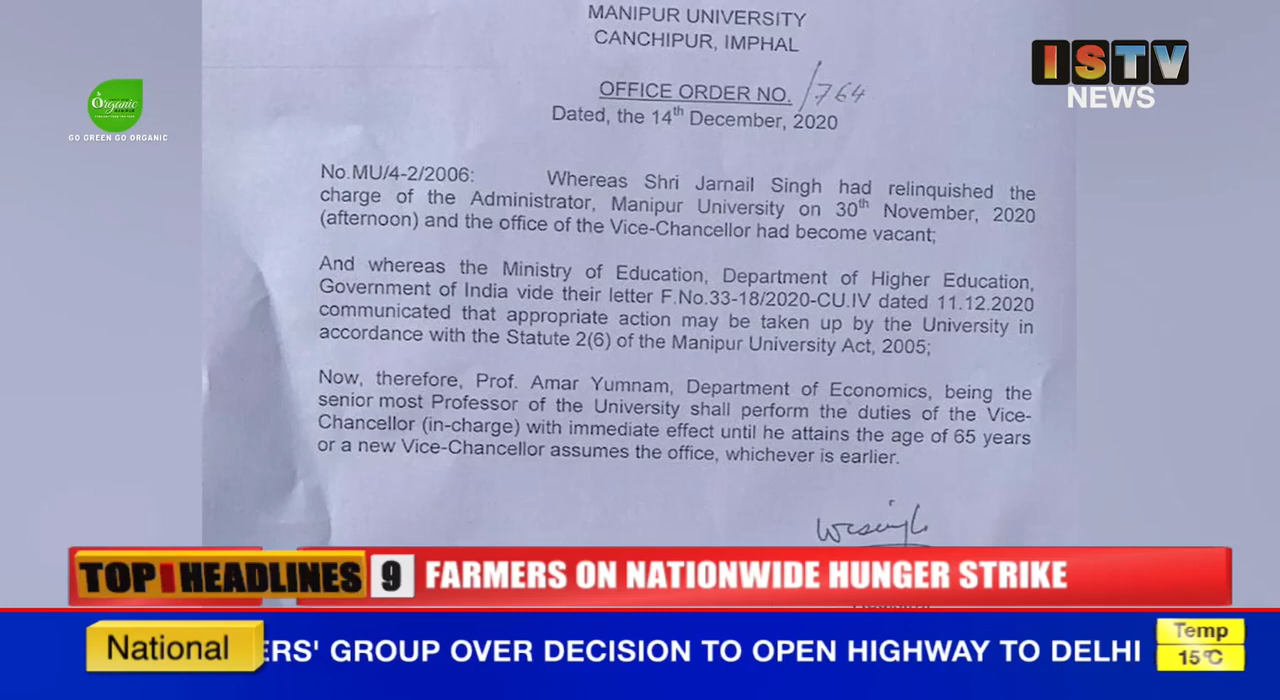 MANIPUR UNIVERSITY
CANCHIPUR, IMPHAL
ISTV
NEWS
Organic
GO GREEN GO ORGANIC
OFFICE ORDER NO. /764
Dated, the 14th December, 2020
No.MU/4-2/2006: Whereas Shri Jarnail Singh had relinquished the
charge of the Administrator, Manipur University on 30th November, 2020
(afternoon) and the office of the Vice-Chancellor had become vacant;
And whereas the Ministry of Education, Department of Higher Education,
Government of India vide their letter F.No.33-18/2020-CU.IV dated 11.12.2020
communicated that appropriate action may be taken up by the University in
accordance with the Statute 2(6) of the Manipur University Act, 2005;
Now, therefore, Prof. Amar Yumnam, Department of Economics, being the
senior most Professor of the University shall perform the duties of the Vice-
Chancellor (in-charge) with immediate effect until he attains the age of 65 years
or a new Vice-Chancellor assumes the office, whichever is earlier.
TOP HEADLINES 9 FARMERS ON NATIONWIDE HUNGER STRIKE
National ERS' GROUP OVER DECISION TO OPEN HIGHWAY TO DELHI
Temp
15°C